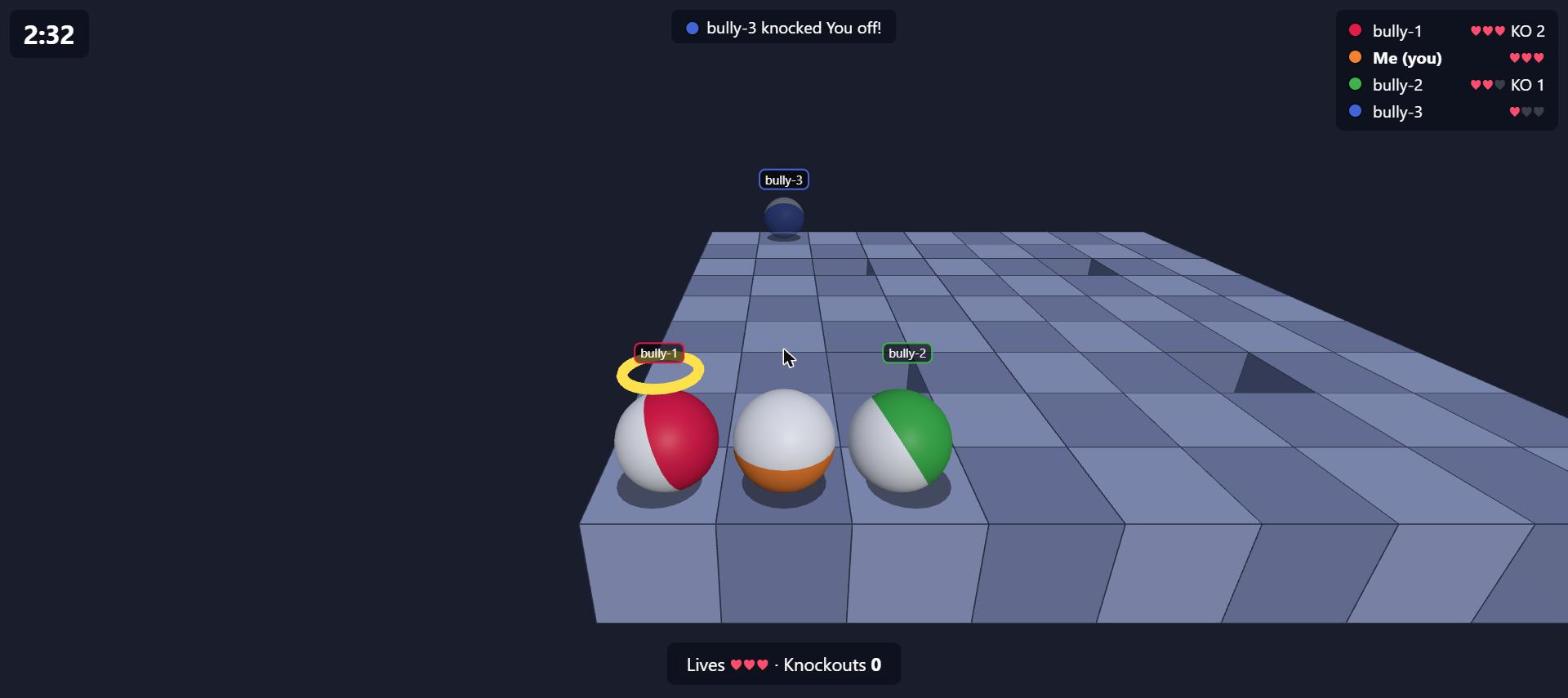 2:32
bully-3 knocked You off!
bully-1 ♥♥♥ KO 2
Me (you) ♥♥♥
bully-2 ♥♥♥ KO 1
bully-3 ♥♥♥
bully-3
bully-1
bully-2
Lives ♥♥♥ · Knockouts 0